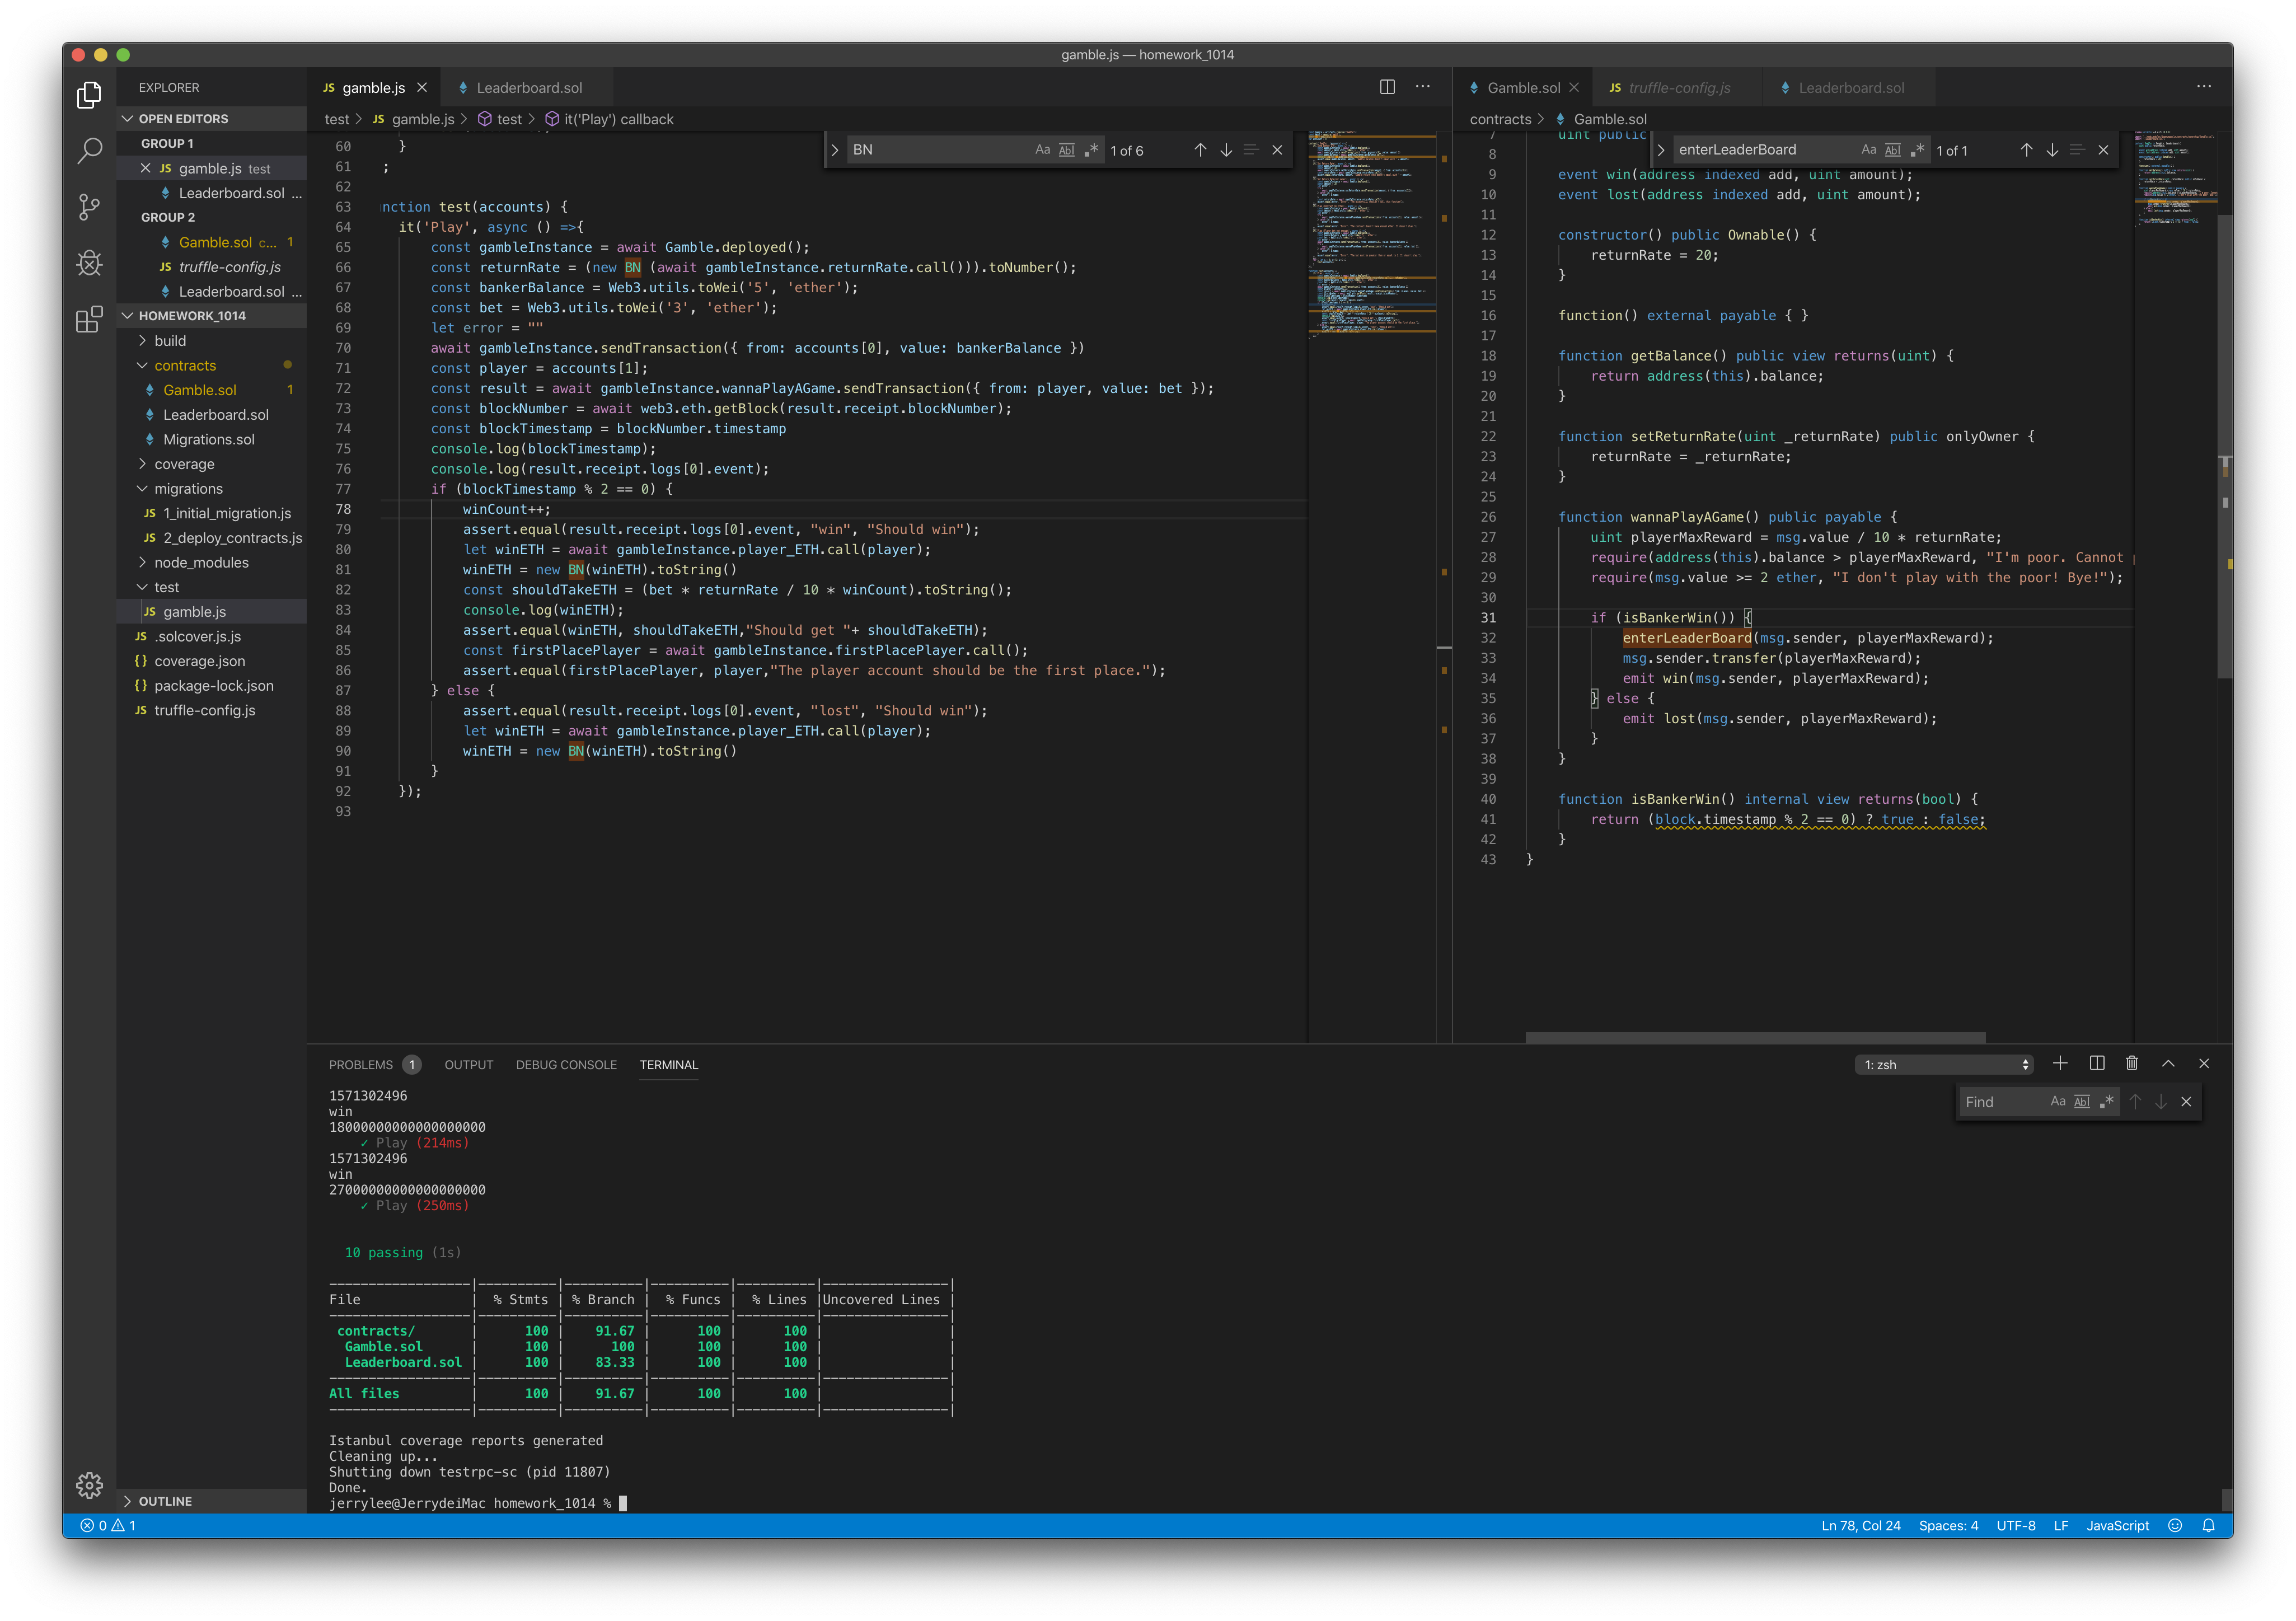 gamble.js — homework_1014
EXPLORER
OPEN EDITORS
GROUP 1
JS gamble.js test
Leaderboard.sol ...
GROUP 2
Gamble.sol c... 1
JS truffle-config.js
Leaderboard.sol ...
HOMEWORK_1014
build
contracts
Gamble.sol 1
Leaderboard.sol
Migrations.sol
coverage
migrations
JS 1_initial_migration.js
JS 2_deploy_contracts.js
node_modules
test
JS gamble.js
JS .solcover.js.js
{} coverage.json
{} package-lock.json
JS truffle-config.js
OUTLINE
JS gamble.js
Leaderboard.sol
test > JS gamble.js > test > it('Play') callback
BN Aa Abl .* 1 of 6
60 }
61 ;
62
63 nction test(accounts) {
64 it('Play', async () =>{
65 const gambleInstance = await Gamble.deployed();
66 const returnRate = (new BN (await gambleInstance.returnRate.call())).toNumber();
67 const bankerBalance = Web3.utils.toWei('5', 'ether');
68 const bet = Web3.utils.toWei('3', 'ether');
69 let error = ""
70 await gambleInstance.sendTransaction({ from: accounts[0], value: bankerBalance })
71 const player = accounts[1];
72 const result = await gambleInstance.wannaPlayAGame.sendTransaction({ from: player, value: bet });
73 const blockNumber = await web3.eth.getBlock(result.receipt.blockNumber);
74 const blockTimestamp = blockNumber.timestamp
75 console.log(blockTimestamp);
76 console.log(result.receipt.logs[0].event);
77 if (blockTimestamp % 2 == 0) {
78 winCount++;
79 assert.equal(result.receipt.logs[0].event, "win", "Should win");
80 let winETH = await gambleInstance.player_ETH.call(player);
81 winETH = new BN(winETH).toString()
82 const shouldTakeETH = (bet * returnRate / 10 * winCount).toString();
83 console.log(winETH);
84 assert.equal(winETH, shouldTakeETH,"Should get "+ shouldTakeETH);
85 const firstPlacePlayer = await gambleInstance.firstPlacePlayer.call();
86 assert.equal(firstPlacePlayer, player,"The player account should be the first place.");
87 } else {
88 assert.equal(result.receipt.logs[0].event, "lost", "Should win");
89 let winETH = await gambleInstance.player_ETH.call(player);
90 winETH = new BN(winETH).toString()
91 }
92 });
93
Gamble.sol
JS truffle-config.js
Leaderboard.sol
contracts > Gamble.sol
enterLeaderBoard Aa Abl .* 1 of 1
7 uint public
8
9 event win(address indexed add, uint amount);
10 event lost(address indexed add, uint amount);
11
12 constructor() public Ownable() {
13 returnRate = 20;
14 }
15
16 function() external payable { }
17
18 function getBalance() public view returns(uint) {
19 return address(this).balance;
20 }
21
22 function setReturnRate(uint _returnRate) public onlyOwner {
23 returnRate = _returnRate;
24 }
25
26 function wannaPlayAGame() public payable {
27 uint playerMaxReward = msg.value / 10 * returnRate;
28 require(address(this).balance > playerMaxReward, "I'm poor. Cannot
29 require(msg.value >= 2 ether, "I don't play with the poor! Bye!");
30
31 if (isBankerWin()) {
32 enterLeaderBoard(msg.sender, playerMaxReward);
33 msg.sender.transfer(playerMaxReward);
34 emit win(msg.sender, playerMaxReward);
35 } else {
36 emit lost(msg.sender, playerMaxReward);
37 }
38 }
39
40 function isBankerWin() internal view returns(bool) {
41 return (block.timestamp % 2 == 0) ? true : false;
42 }
43 }
PROBLEMS 1 OUTPUT DEBUG CONSOLE TERMINAL
1: zsh
Find Aa Abl .*
1571302496
win
18000000000000000000
✓ Play (214ms)
1571302496
win
27000000000000000000
✓ Play (250ms)
10 passing (1s)
------------------|----------|----------|----------|----------|----------------|
File | % Stmts | % Branch | % Funcs | % Lines |Uncovered Lines |
------------------|----------|----------|----------|----------|----------------|
contracts/ | 100 | 91.67 | 100 | 100 | |
Gamble.sol | 100 | 100 | 100 | 100 | |
Leaderboard.sol | 100 | 83.33 | 100 | 100 | |
------------------|----------|----------|----------|----------|----------------|
All files | 100 | 91.67 | 100 | 100 | |
------------------|----------|----------|----------|----------|----------------|
Istanbul coverage reports generated
Cleaning up...
Shutting down testrpc-sc (pid 11807)
Done.
jerrylee@JerrydeiMac homework_1014 %
0 1
Ln 78, Col 24 Spaces: 4 UTF-8 LF JavaScript